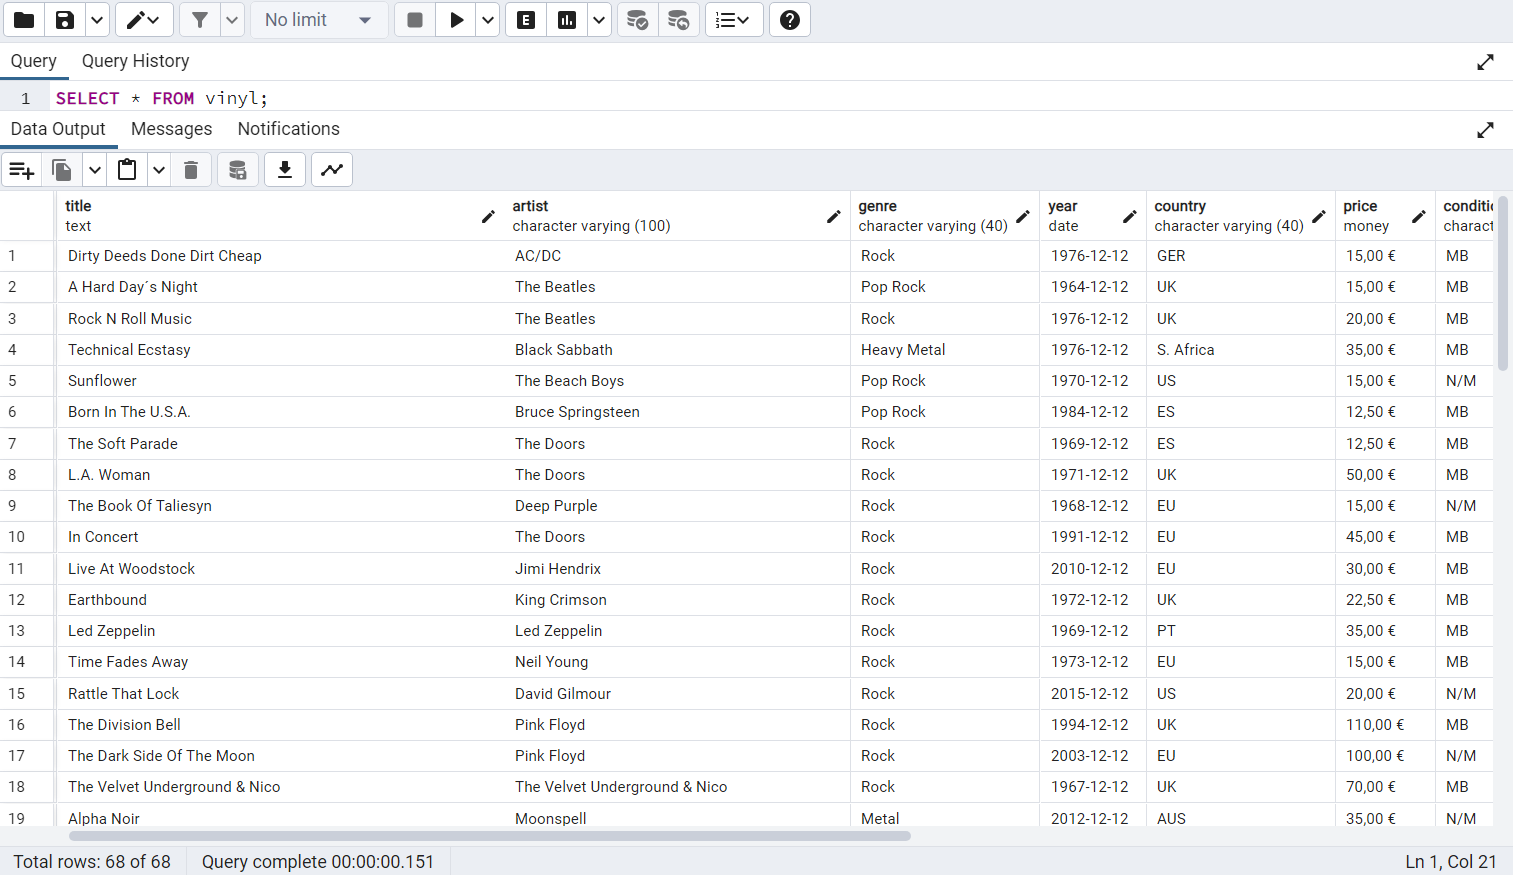 No limit
E
Query Query History
1 SELECT * FROM vinyl;
Data Output Messages Notifications
title artist genre year country price conditio
text character varying (100) character varying (40) date character varying (40) money charact
1 Dirty Deeds Done Dirt Cheap AC/DC Rock 1976-12-12 GER 15,00 € MB
2 A Hard Day´s Night The Beatles Pop Rock 1964-12-12 UK 15,00 € MB
3 Rock N Roll Music The Beatles Rock 1976-12-12 UK 20,00 € MB
4 Technical Ecstasy Black Sabbath Heavy Metal 1976-12-12 S. Africa 35,00 € MB
5 Sunflower The Beach Boys Pop Rock 1970-12-12 US 15,00 € N/M
6 Born In The U.S.A. Bruce Springsteen Pop Rock 1984-12-12 ES 12,50 € MB
7 The Soft Parade The Doors Rock 1969-12-12 ES 12,50 € MB
8 L.A. Woman The Doors Rock 1971-12-12 UK 50,00 € MB
9 The Book Of Taliesyn Deep Purple Rock 1968-12-12 EU 15,00 € N/M
10 In Concert The Doors Rock 1991-12-12 EU 45,00 € MB
11 Live At Woodstock Jimi Hendrix Rock 2010-12-12 EU 30,00 € MB
12 Earthbound King Crimson Rock 1972-12-12 UK 22,50 € MB
13 Led Zeppelin Led Zeppelin Rock 1969-12-12 PT 35,00 € MB
14 Time Fades Away Neil Young Rock 1973-12-12 EU 15,00 € MB
15 Rattle That Lock David Gilmour Rock 2015-12-12 US 20,00 € N/M
16 The Division Bell Pink Floyd Rock 1994-12-12 UK 110,00 € MB
17 The Dark Side Of The Moon Pink Floyd Rock 2003-12-12 EU 100,00 € N/M
18 The Velvet Underground & Nico The Velvet Underground & Nico Rock 1967-12-12 UK 70,00 € MB
19 Alpha Noir Moonspell Metal 2012-12-12 AUS 35,00 € N/M
Total rows: 68 of 68 Query complete 00:00:00.151 Ln 1, Col 21